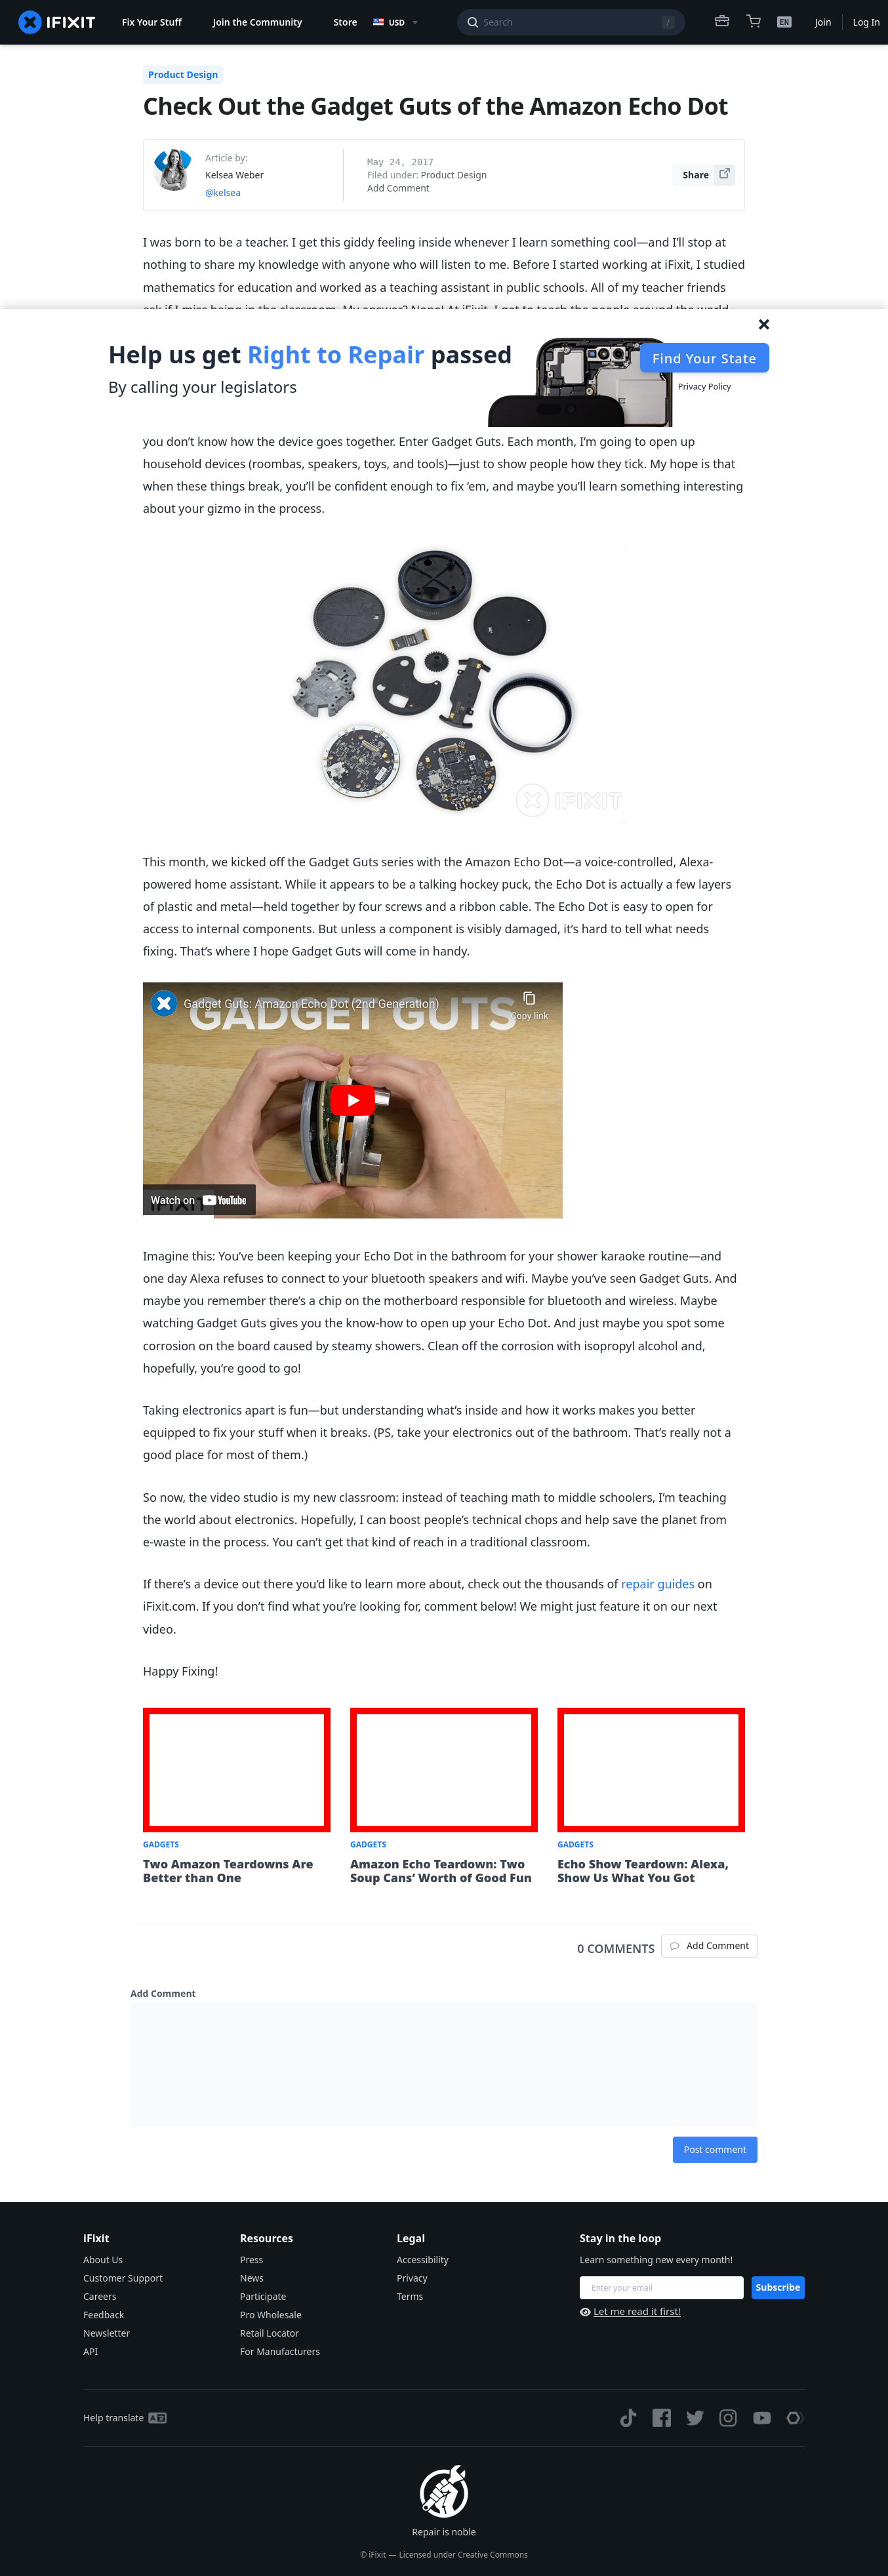 IFIXIT
Fix Your Stuff
Join the Community
Store
USD
Search
/
EN
Join
Log In
Product Design
Check Out the Gadget Guts of the Amazon Echo Dot
Article by:
Kelsea Weber
@kelsea
May 24, 2017
Filed under: Product Design
Add Comment
Share
I was born to be a teacher. I get this giddy feeling inside whenever I learn something cool—and I’ll stop at
nothing to share my knowledge with anyone who will listen to me. Before I started working at iFixit, I studied
mathematics for education and worked as a teaching assistant in public schools. All of my teacher friends
ask if I miss being in the classroom. My answer? Nope! At iFixit, I get to teach the people around the world
Help us get Right to Repair passed
By calling your legislators
Find Your State
Privacy Policy
you don’t know how the device goes together. Enter Gadget Guts. Each month, I’m going to open up
household devices (roombas, speakers, toys, and tools)—just to show people how they tick. My hope is that
when these things break, you’ll be confident enough to fix ‘em, and maybe you’ll learn something interesting
about your gizmo in the process.
IFIXIT
This month, we kicked off the Gadget Guts series with the Amazon Echo Dot—a voice-controlled, Alexa-
powered home assistant. While it appears to be a talking hockey puck, the Echo Dot is actually a few layers
of plastic and metal—held together by four screws and a ribbon cable. The Echo Dot is easy to open for
access to internal components. But unless a component is visibly damaged, it’s hard to tell what needs
fixing. That’s where I hope Gadget Guts will come in handy.
Gadget Guts: Amazon Echo Dot (2nd Generation)
GADGET GUTS
Copy link
Watch on YouTube
IFIXIT
Imagine this: You’ve been keeping your Echo Dot in the bathroom for your shower karaoke routine—and
one day Alexa refuses to connect to your bluetooth speakers and wifi. Maybe you’ve seen Gadget Guts. And
maybe you remember there’s a chip on the motherboard responsible for bluetooth and wireless. Maybe
watching Gadget Guts gives you the know-how to open up your Echo Dot. And just maybe you spot some
corrosion on the board caused by steamy showers. Clean off the corrosion with isopropyl alcohol and,
hopefully, you’re good to go!
Taking electronics apart is fun—but understanding what’s inside and how it works makes you better
equipped to fix your stuff when it breaks. (PS, take your electronics out of the bathroom. That’s really not a
good place for most of them.)
So now, the video studio is my new classroom: instead of teaching math to middle schoolers, I’m teaching
the world about electronics. Hopefully, I can boost people’s technical chops and help save the planet from
e-waste in the process. You can’t get that kind of reach in a traditional classroom.
If there’s a device out there you’d like to learn more about, check out the thousands of repair guides on
iFixit.com. If you don’t find what you’re looking for, comment below! We might just feature it on our next
video.
Happy Fixing!
GADGETS
Two Amazon Teardowns Are
Better than One
GADGETS
Amazon Echo Teardown: Two
Soup Cans’ Worth of Good Fun
GADGETS
Echo Show Teardown: Alexa,
Show Us What You Got
0 COMMENTS
Add Comment
Add Comment
Post comment
iFixit
About Us
Customer Support
Careers
Feedback
Newsletter
API
Resources
Press
News
Participate
Pro Wholesale
Retail Locator
For Manufacturers
Legal
Accessibility
Privacy
Terms
Stay in the loop
Learn something new every month!
Enter your email
Subscribe
Let me read it first!
Help translate
Repair is noble
© iFixit — Licensed under Creative Commons